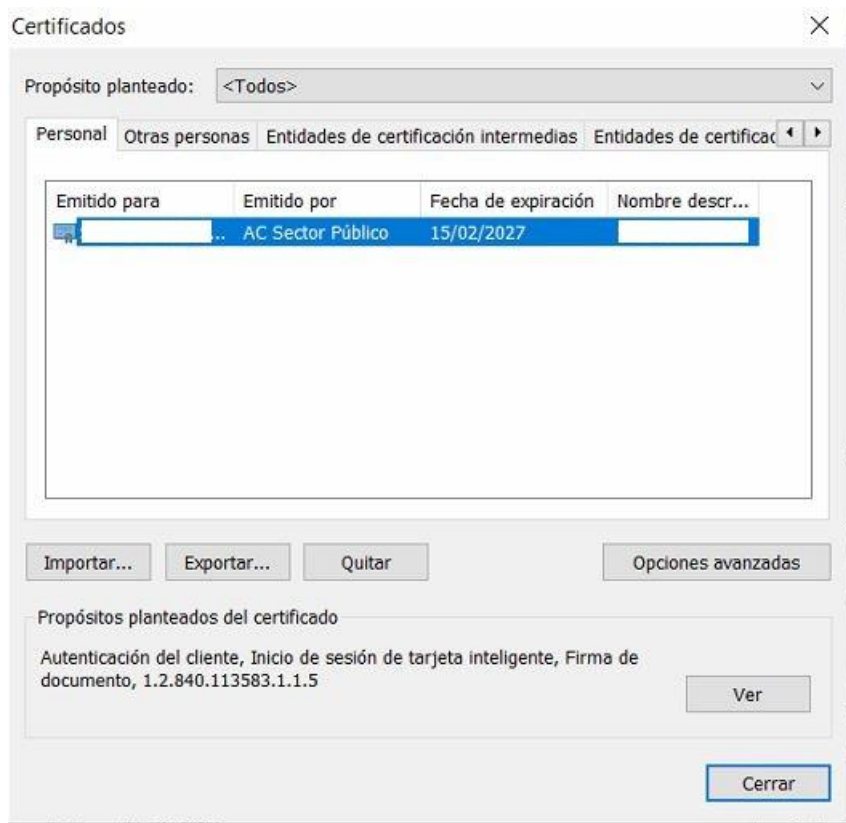 Certificados
Propósito planteado: <Todos>
Personal Otras personas Entidades de certificación intermedias Entidades de certificac
Emitido para Emitido por Fecha de expiración Nombre descr...
... AC Sector Público 15/02/2027
Importar... Exportar... Quitar Opciones avanzadas
Propósitos planteados del certificado
Autenticación del cliente, Inicio de sesión de tarjeta inteligente, Firma de
documento, 1.2.840.113583.1.1.5
Ver
Cerrar